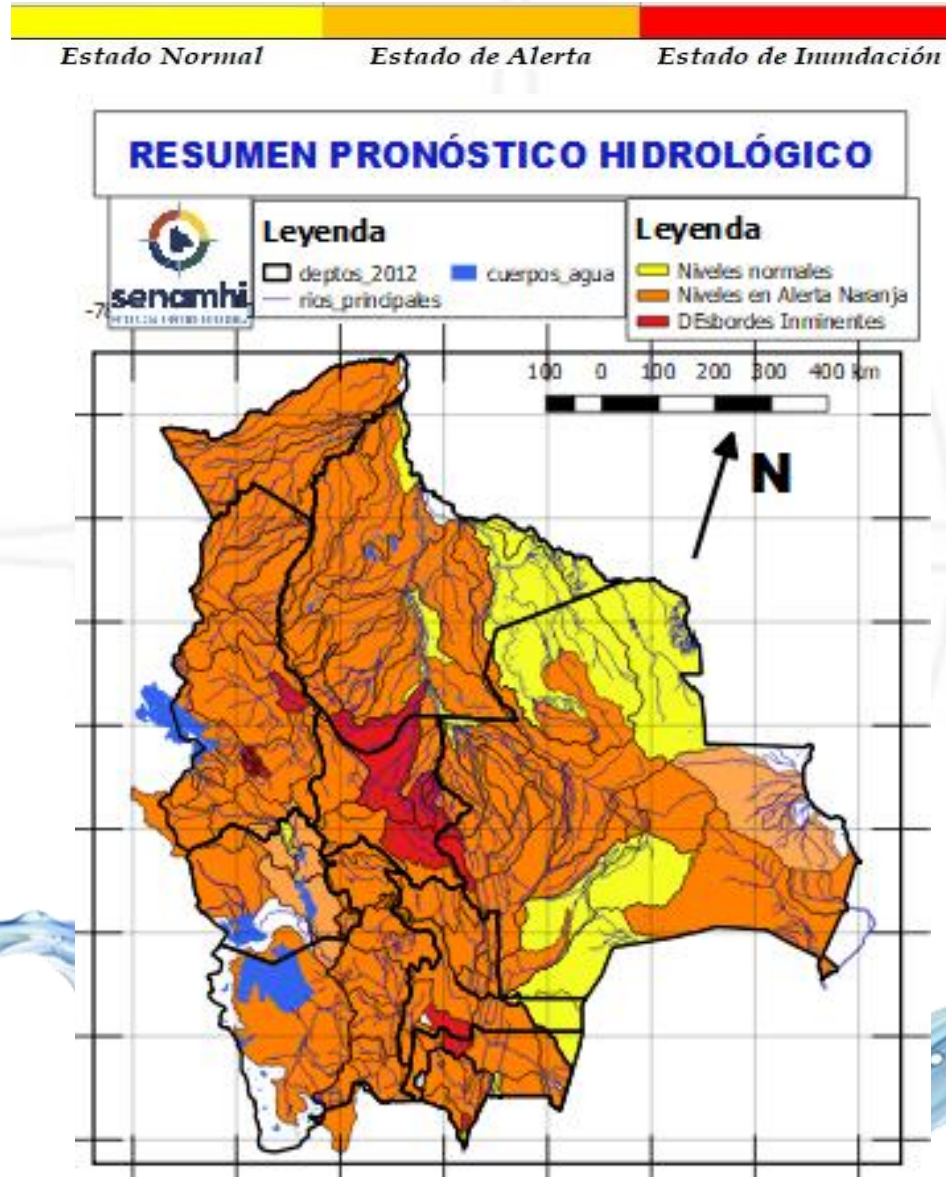 Estado Normal Estado de Alerta Estado de Inundación
RESUMEN PRONÓSTICO HIDROLÓGICO
senamhi
Leyenda
deptos_2012 cuerpos_agua
rios_principales
Leyenda
Niveles normales
Niveles en Alerta Naranja
DEsbordes Inminentes
100 0 100 200 300 400 km
N